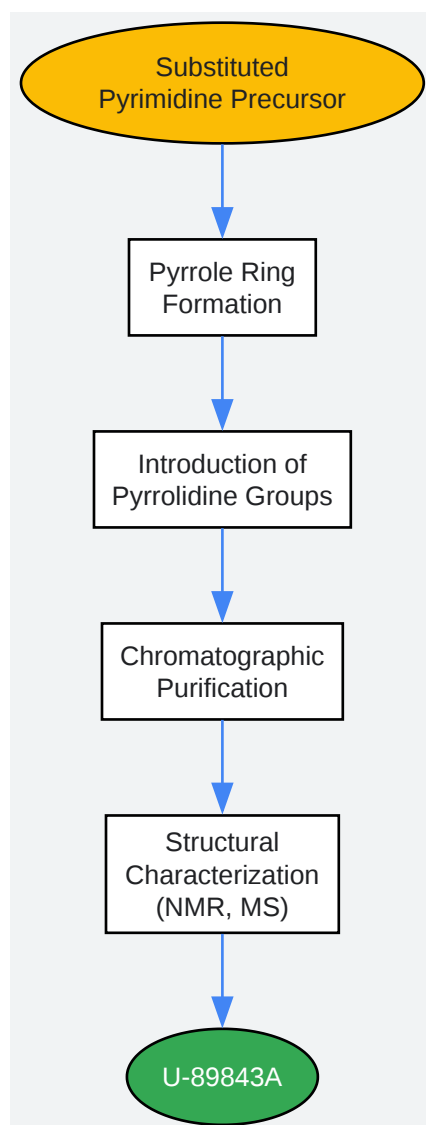 Substituted
Pyrimidine Precursor
Pyrrole Ring
Formation
Introduction of
Pyrrolidine Groups
Chromatographic
Purification
Structural
Characterization
(NMR, MS)
U-89843A